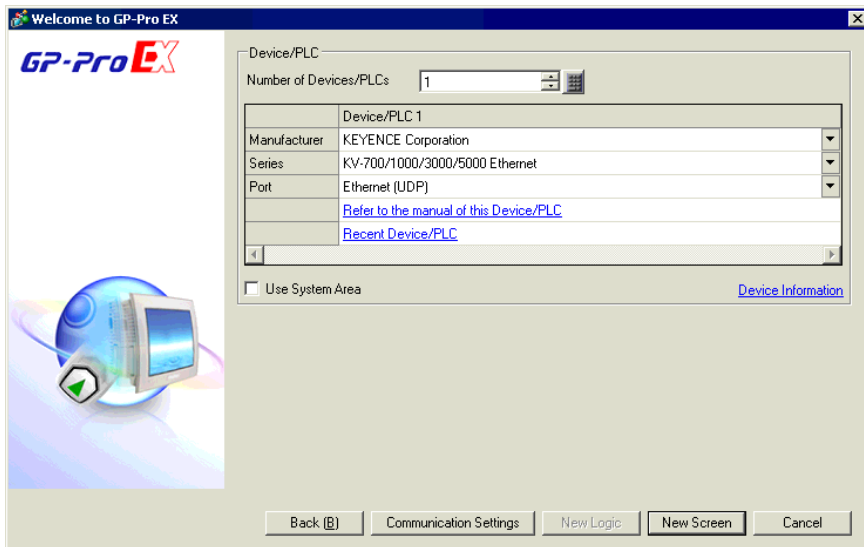 Welcome to GP-Pro EX
GP-Pro EX
Device/PLC
Number of Devices/PLCs 1
Device/PLC 1
Manufacturer KEYENCE Corporation
Series KV-700/1000/3000/5000 Ethernet
Port Ethernet (UDP)
Refer to the manual of this Device/PLC
Recent Device/PLC
Use System Area Device Information
Back (B) Communication Settings New Logic New Screen Cancel